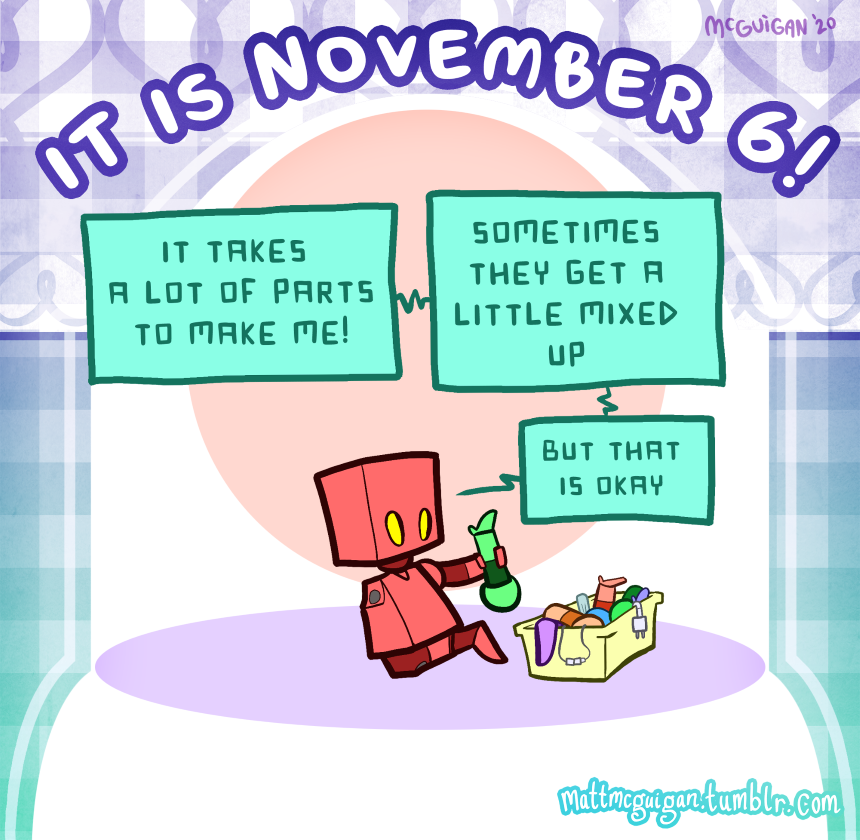 McGUiGAN '20
IT IS NOVEMBER 6!
IT TAKES
A LOT OF PARTS
TO MAKE ME!
SOMETIMES
THEY GET A
LITTLE MIXED
UP
BUT THAT
IS OKAY
mattmcguigan.tumblr.com